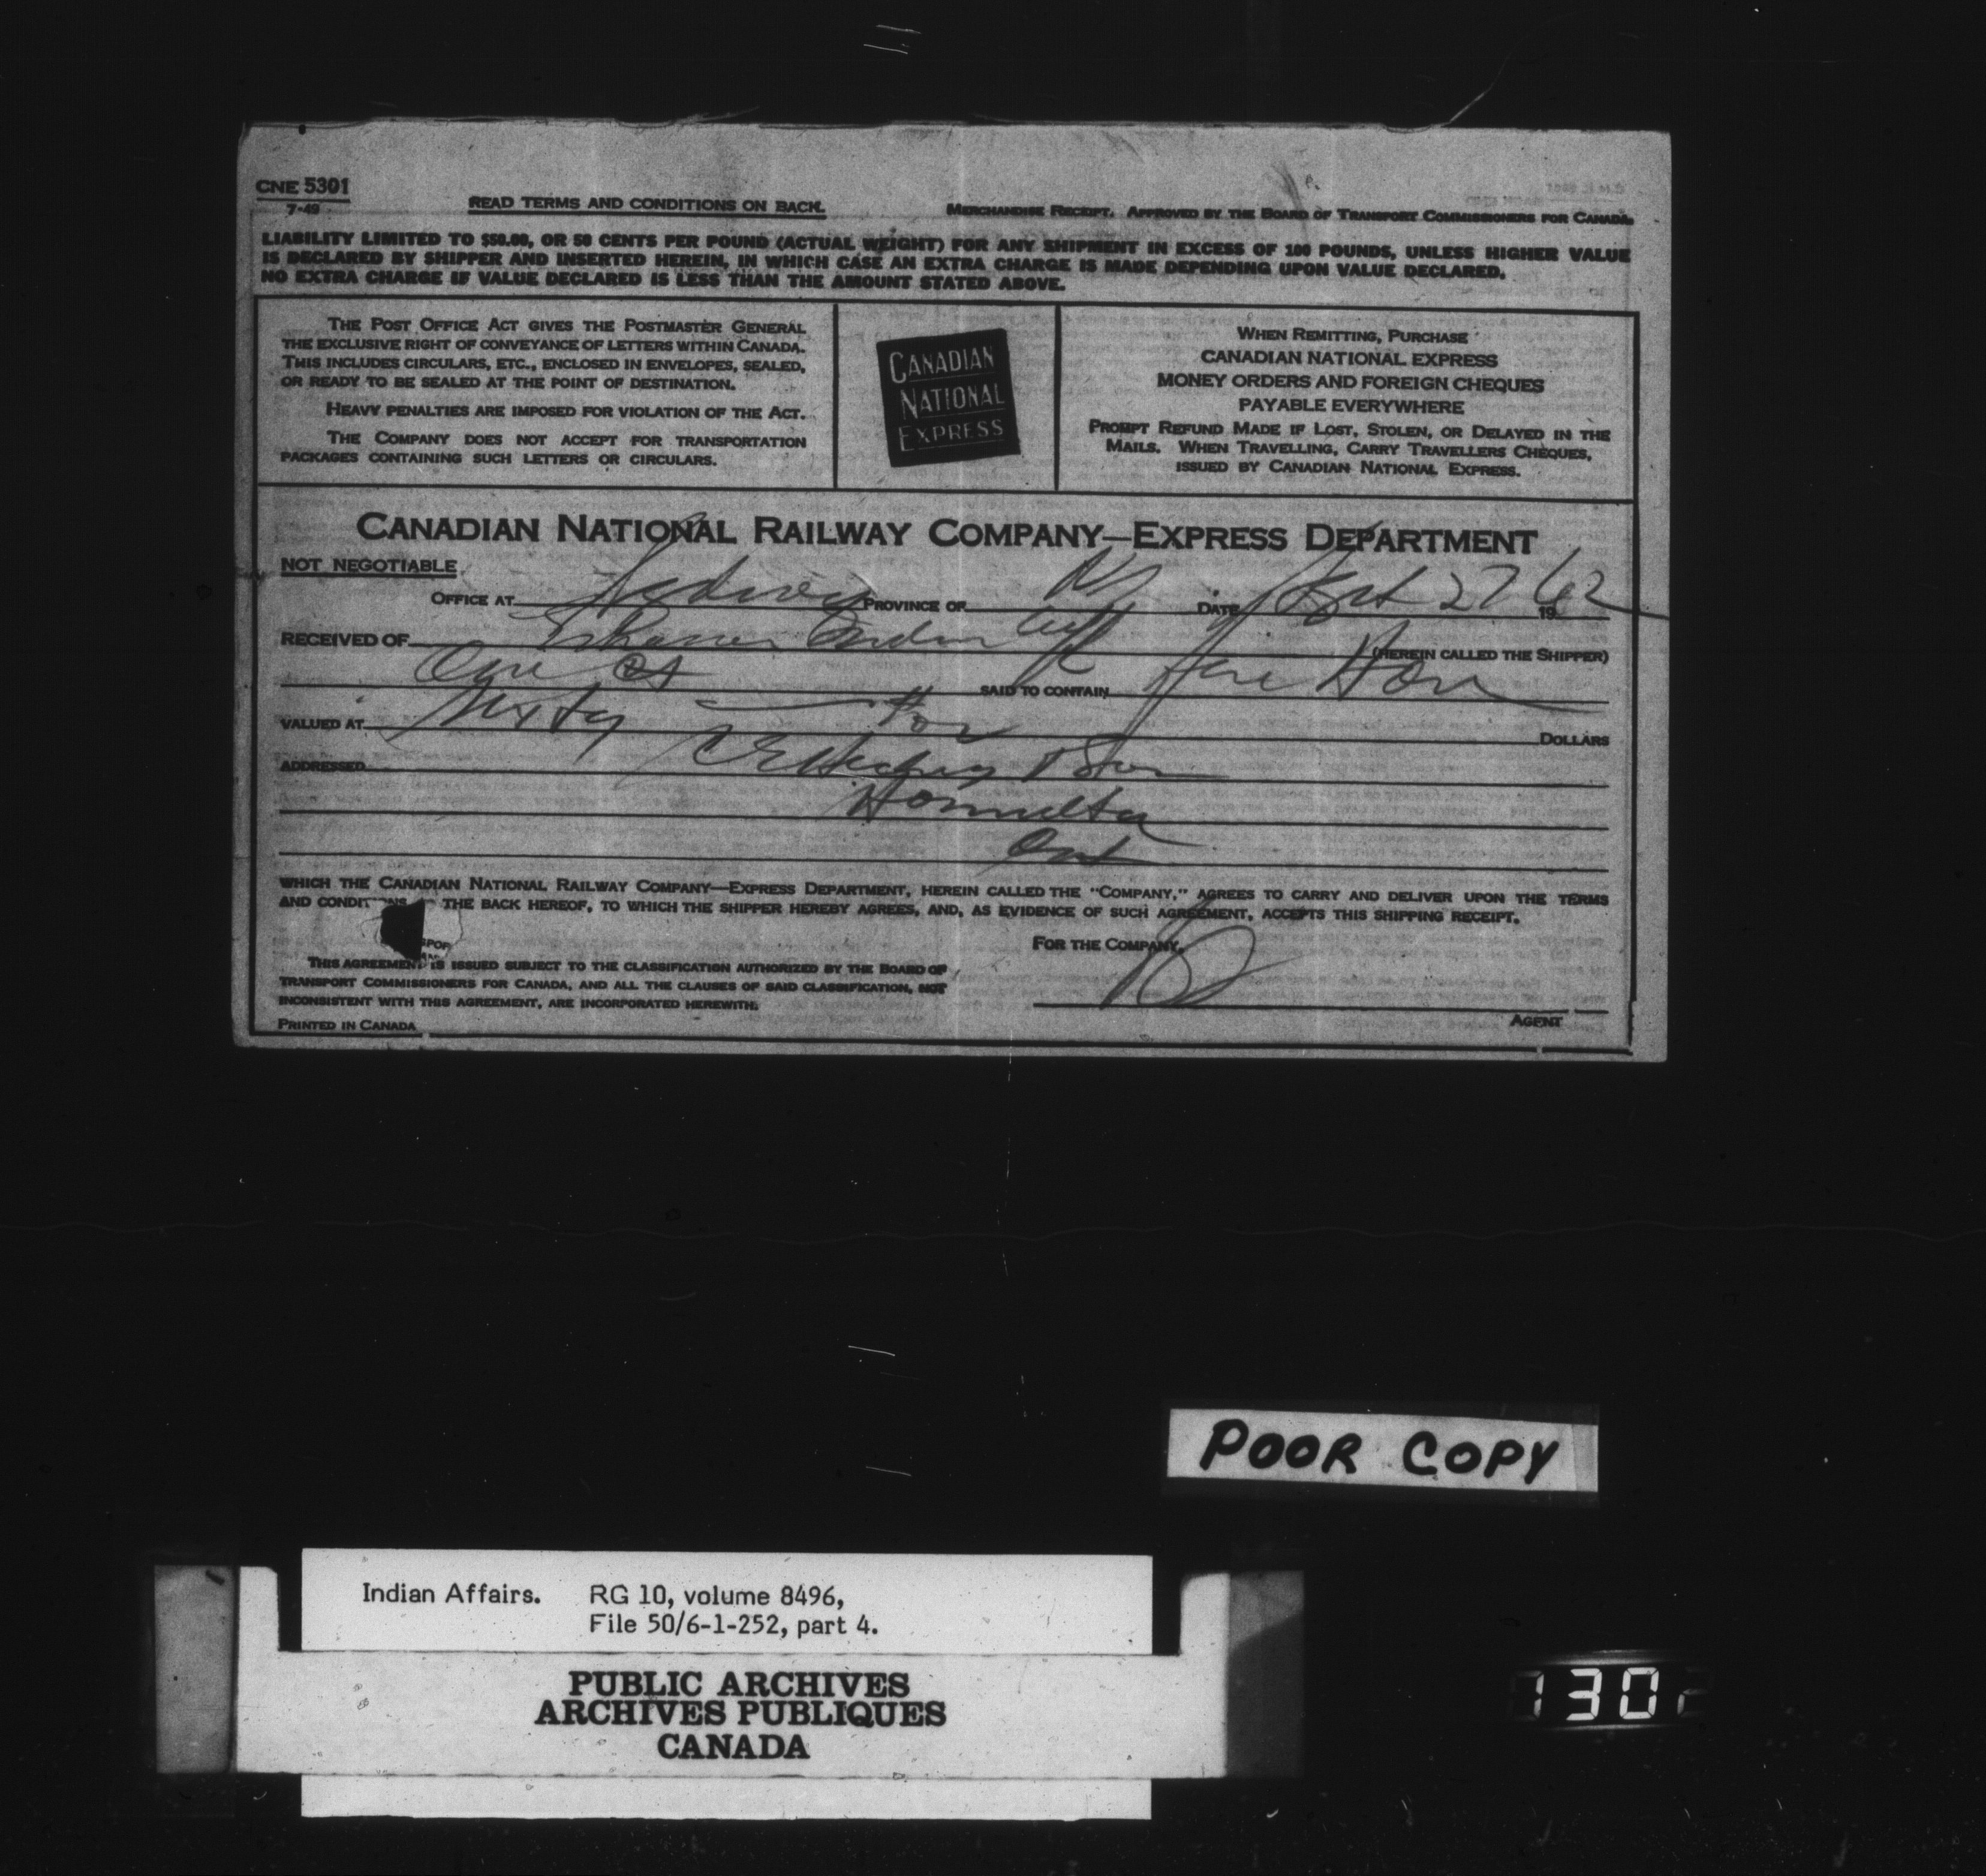 CNE 5301
7-49
READ TERMS AND CONDITIONS ON BACK.
MERCHANDISE RECEIPT. APPROVED BY THE BOARD OF TRANSPORT COMMISSIONERS FOR CANADA.
LIABILITY LIMITED TO $50.00, OR 50 CENTS PER POUND (ACTUAL WEIGHT) FOR ANY SHIPMENT IN EXCESS OF 100 POUNDS, UNLESS HIGHER VALUE
IS DECLARED BY SHIPPER AND INSERTED HEREIN, IN WHICH CASE AN EXTRA CHARGE IS MADE DEPENDING UPON VALUE DECLARED.
NO EXTRA CHARGE IF VALUE DECLARED IS LESS THAN THE AMOUNT STATED ABOVE.
THE POST OFFICE ACT GIVES THE POSTMASTER GENERAL
THE EXCLUSIVE RIGHT OF CONVEYANCE OF LETTERS WITHIN CANADA.
THIS INCLUDES CIRCULARS, ETC., ENCLOSED IN ENVELOPES, SEALED,
OR READY TO BE SEALED AT THE POINT OF DESTINATION.
HEAVY PENALTIES ARE IMPOSED FOR VIOLATION OF THE ACT.
THE COMPANY DOES NOT ACCEPT FOR TRANSPORTATION
PACKAGES CONTAINING SUCH LETTERS OR CIRCULARS.
CANADIAN
NATIONAL
EXPRESS
WHEN REMITTING, PURCHASE
CANADIAN NATIONAL EXPRESS
MONEY ORDERS AND FOREIGN CHEQUES
PAYABLE EVERYWHERE
PROMPT REFUND MADE IF LOST, STOLEN, OR DELAYED IN THE
MAILS. WHEN TRAVELLING, CARRY TRAVELLERS CHEQUES,
ISSUED BY CANADIAN NATIONAL EXPRESS.
CANADIAN NATIONAL RAILWAY COMPANY—EXPRESS DEPARTMENT
NOT NEGOTIABLE
OFFICE AT PROVINCE OF NS DATE Sept 27 1962
RECEIVED OF Eskasoni Indian (HEREIN CALLED THE SHIPPER)
One SAID TO CONTAIN
VALUED AT Sixty DOLLARS
ADDRESSED Son
Hamilton
Ont
WHICH THE CANADIAN NATIONAL RAILWAY COMPANY—EXPRESS DEPARTMENT, HEREIN CALLED THE "COMPANY," AGREES TO CARRY AND DELIVER UPON THE TERMS
AND CONDITIONS THE BACK HEREOF, TO WHICH THE SHIPPER HEREBY AGREES, AND, AS EVIDENCE OF SUCH AGREEMENT, ACCEPTS THIS SHIPPING RECEIPT.
FOR THE COMPANY,
THIS AGREEMENT IS ISSUED SUBJECT TO THE CLASSIFICATION AUTHORIZED BY THE BOARD OF
TRANSPORT COMMISSIONERS FOR CANADA, AND ALL THE CLAUSES OF SAID CLASSIFICATION, NOT
INCONSISTENT WITH THIS AGREEMENT, ARE INCORPORATED HEREWITH.
AGENT
PRINTED IN CANADA
POOR COPY
Indian Affairs. RG 10, volume 8496,
File 50/6-1-252, part 4.
PUBLIC ARCHIVES
ARCHIVES PUBLIQUES
CANADA